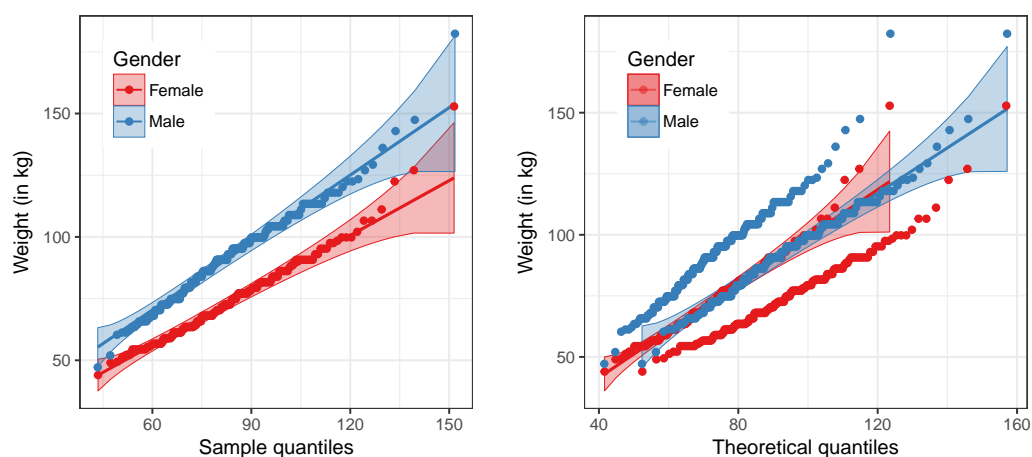 Weight (in kg)
150
100
50
Gender
Female
Male
60
90
120
150
Sample quantiles
Weight (in kg)
150
100
50
Gender
Female
Male
40
80
120
160
Theoretical quantiles